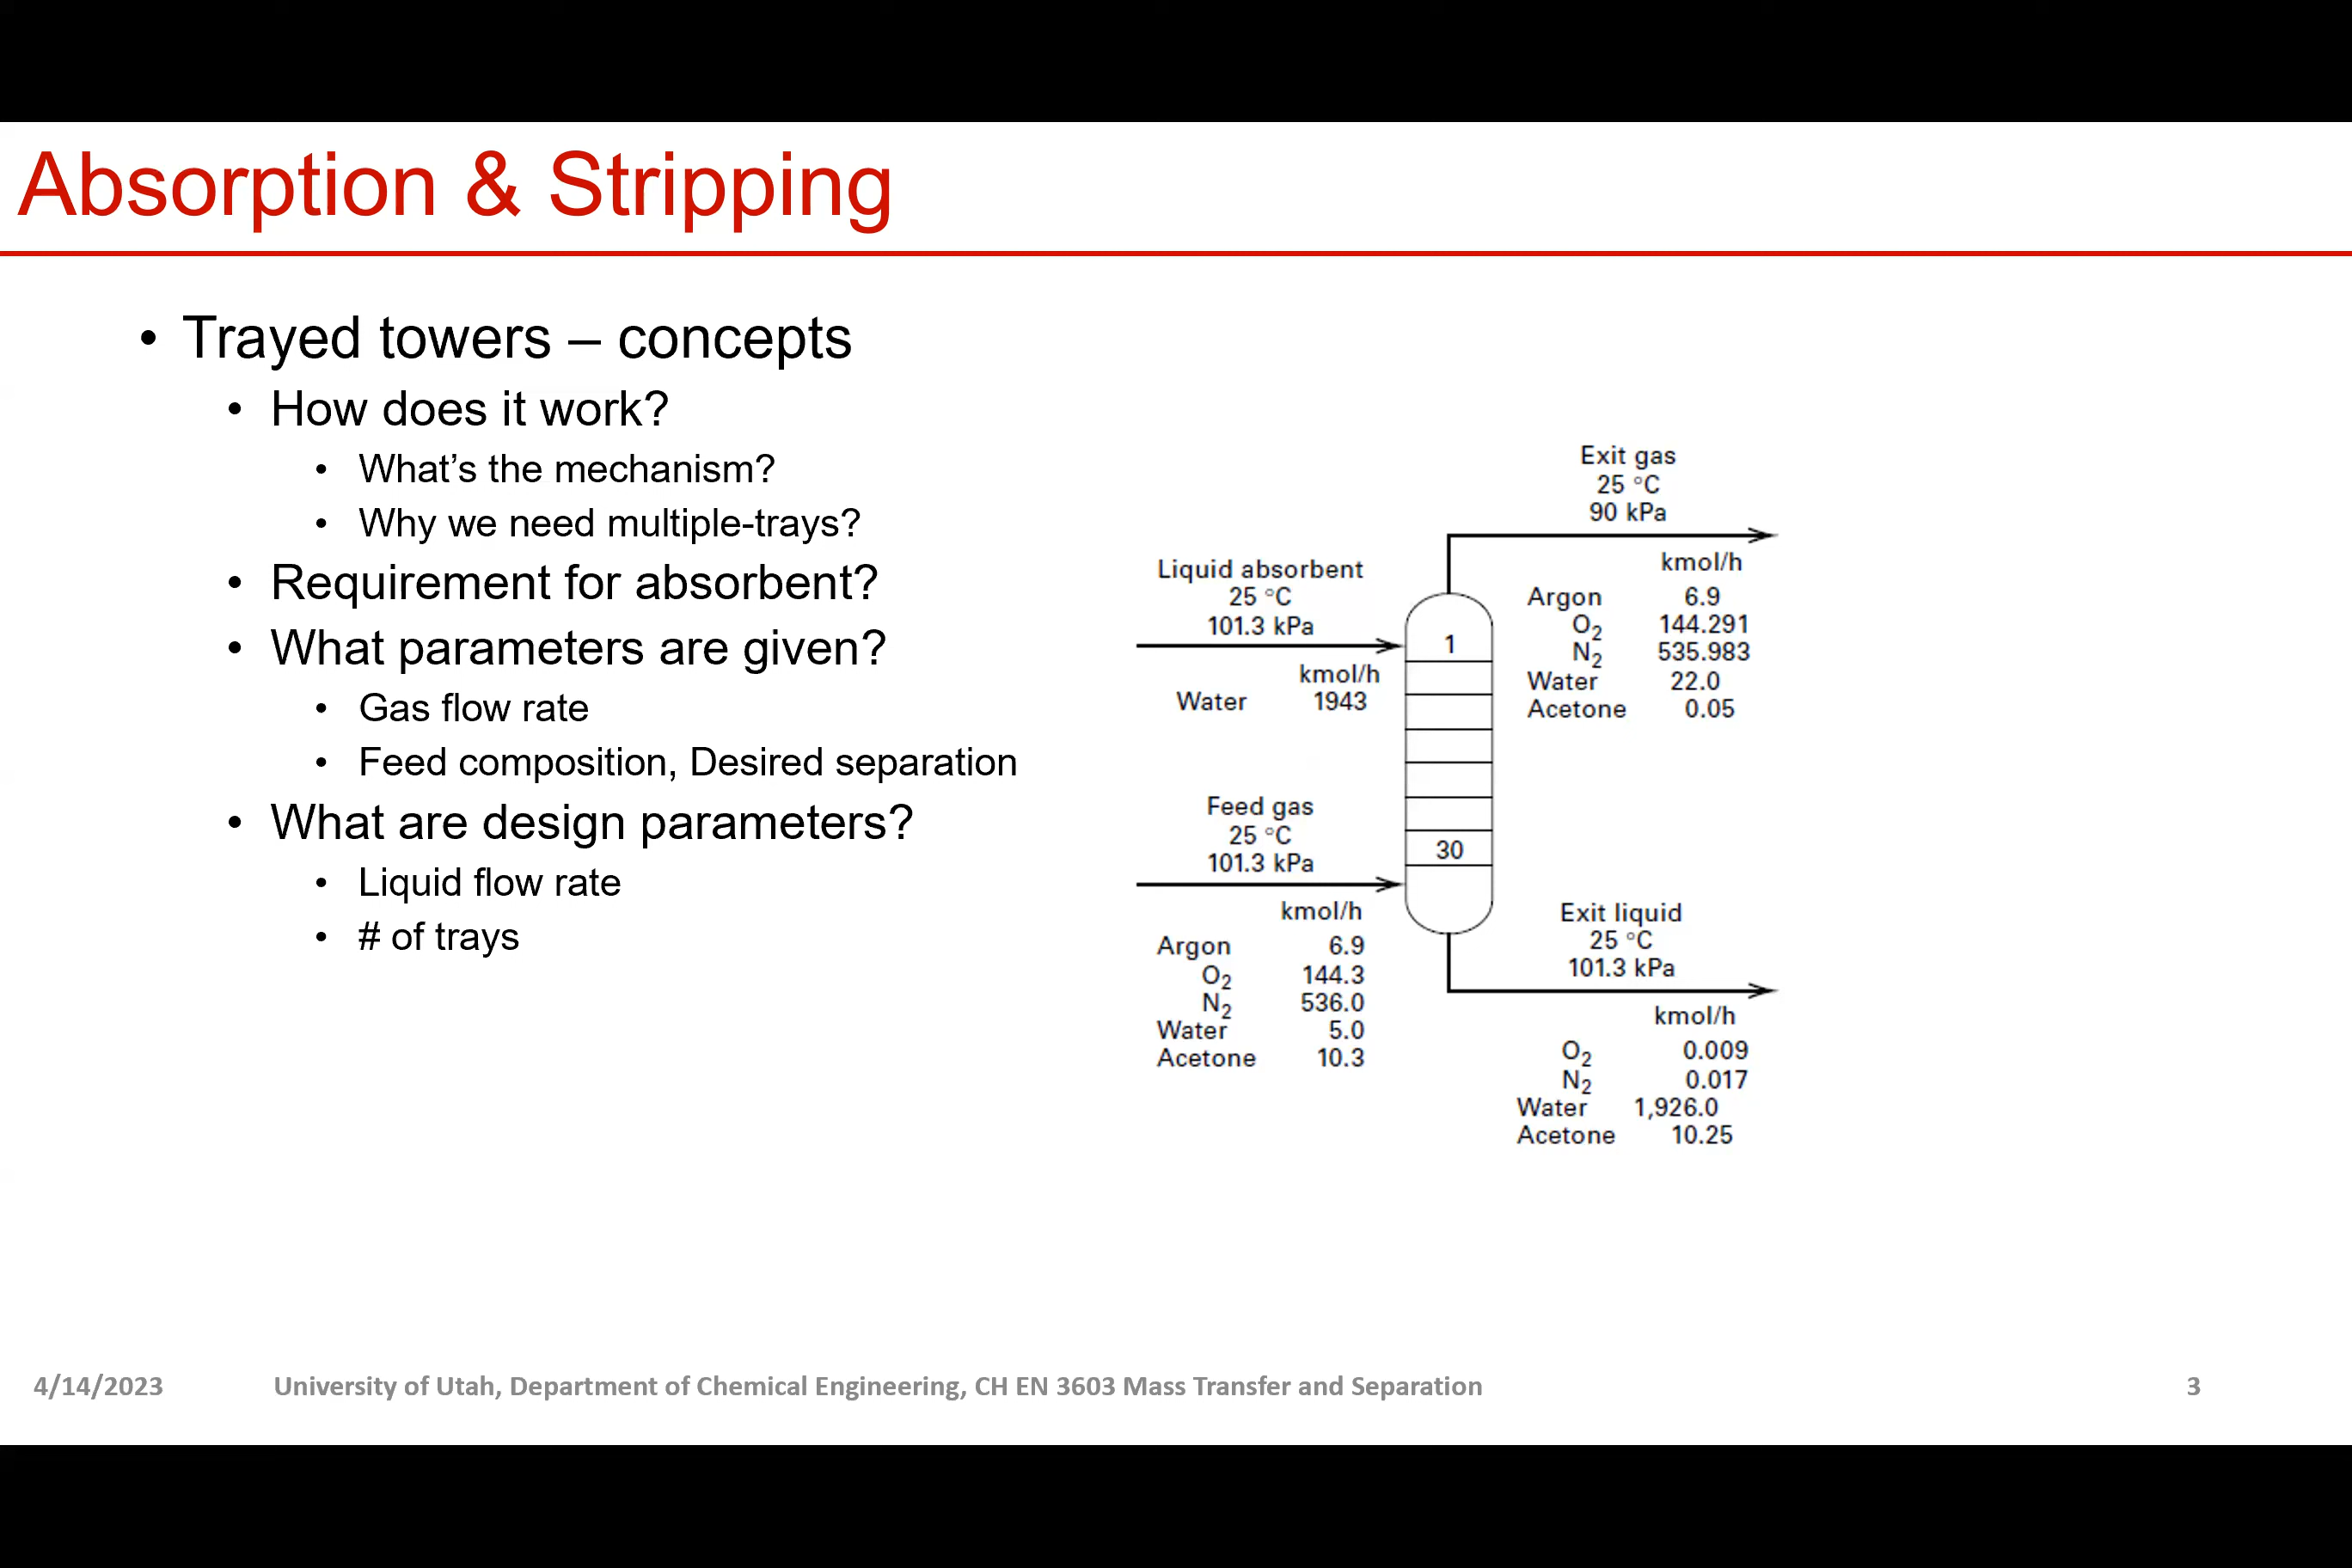 Absorption & Stripping
• Trayed towers – concepts
• How does it work?
• What’s the mechanism?
• Why we need multiple-trays?
• Requirement for absorbent?
• What parameters are given?
• Gas flow rate
• Feed composition, Desired separation
• What are design parameters?
• Liquid flow rate
• # of trays
Liquid absorbent
25 °C
101.3 kPa
kmol/h
Water 1943
Feed gas
25 °C
101.3 kPa
kmol/h
Argon 6.9
O₂ 144.3
N₂ 536.0
Water 5.0
Acetone 10.3
1
30
Exit gas
25 °C
90 kPa
kmol/h
Argon 6.9
O₂ 144.291
N₂ 535.983
Water 22.0
Acetone 0.05
Exit liquid
25 °C
101.3 kPa
kmol/h
O₂ 0.009
N₂ 0.017
Water 1,926.0
Acetone 10.25
4/14/2023 University of Utah, Department of Chemical Engineering, CH EN 3603 Mass Transfer and Separation 3